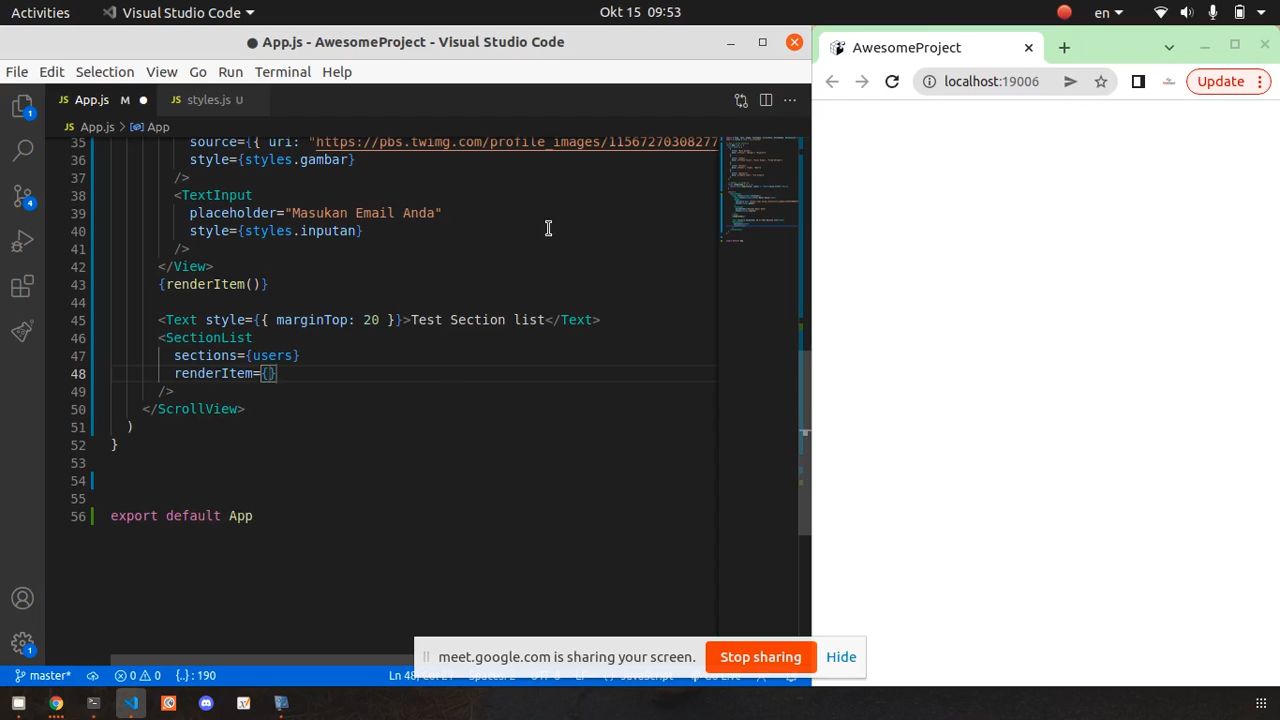 Activities
Visual Studio Code
Okt 15 09:53
en
● App.js - AwesomeProject - Visual Studio Code
AwesomeProject
File Edit Selection View Go Run Terminal Help
localhost:19006
Update
JS App.js M ●
JS styles.js U
JS App.js > App
35 source={{ uri: "https://pbs.twimg.com/profile_images/11567270308277
36 style={styles.gambar}
37 />
38 <TextInput
39 placeholder="Masukan Email Anda"
40 style={styles.inputan}
41 />
42 </View>
43 {renderItem()}
44
45 <Text style={{ marginTop: 20 }}>Test Section list</Text>
46 <SectionList
47 sections={users}
48 renderItem={}
49 />
50 </ScrollView>
51 )
52 }
53
54
55
56 export default App
1
4
1
meet.google.com is sharing your screen.
Stop sharing
Hide
master*
0 0
{..} : 190